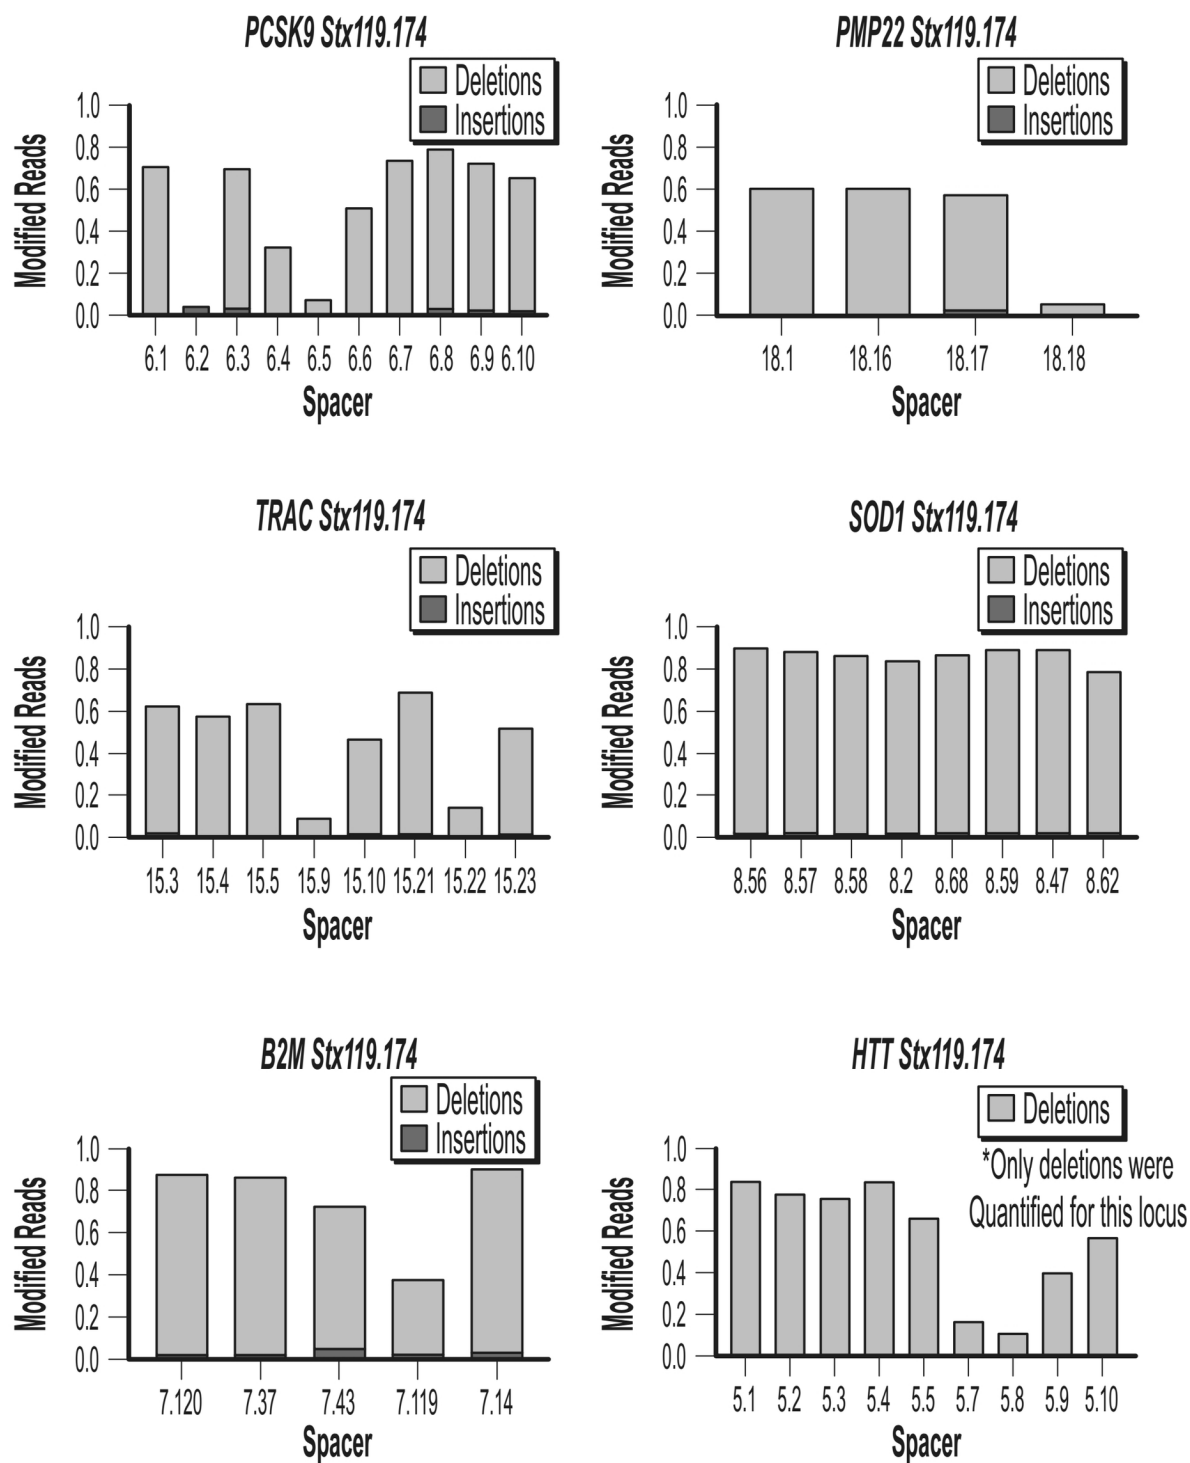 PCSK9 Stx119.174
Deletions
Insertions
Modified Reads
1.0
0.8
0.6
0.4
0.2
0.0
6.1 6.2 6.3 6.4 6.5 6.6 6.7 6.8 6.9 6.10
Spacer
PMP22 Stx119.174
Deletions
Insertions
Modified Reads
1.0
0.8
0.6
0.4
0.2
0.0
18.1 18.16 18.17 18.18
Spacer
TRAC Stx119.174
Deletions
Insertions
Modified Reads
1.0
0.8
0.6
0.4
0.2
0.0
15.3 15.4 15.5 15.9 15.10 15.21 15.22 15.23
Spacer
SOD1 Stx119.174
Deletions
Insertions
Modified Reads
1.0
0.8
0.6
0.4
0.2
0.0
8.56 8.57 8.58 8.2 8.68 8.59 8.47 8.62
Spacer
B2M Stx119.174
Deletions
Insertions
Modified Reads
1.0
0.8
0.6
0.4
0.2
0.0
7.120 7.37 7.43 7.119 7.14
Spacer
HTT Stx119.174
Deletions
*Only deletions were
Quantified for this locus
Modified Reads
1.0
0.8
0.6
0.4
0.2
0.0
5.1 5.2 5.3 5.4 5.5 5.7 5.8 5.9 5.10
Spacer